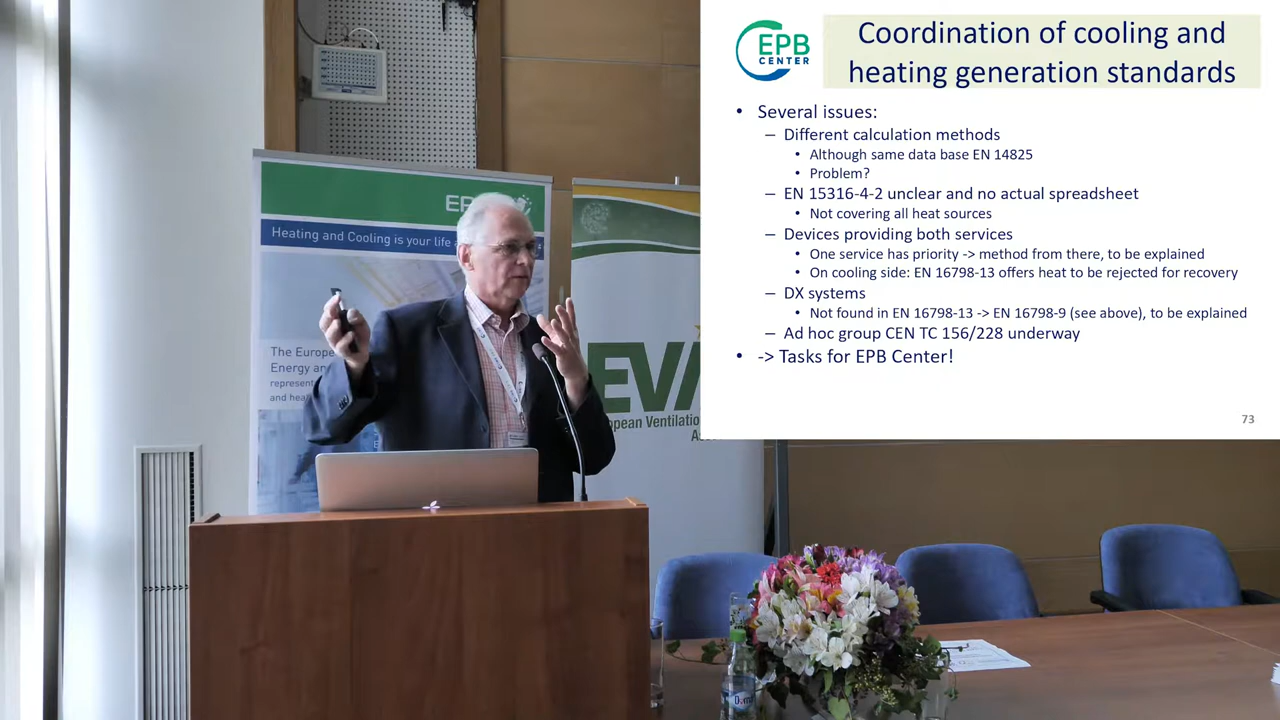 EPB
CENTER
Coordination of cooling and
heating generation standards
• Several issues:
– Different calculation methods
• Although same data base EN 14825
• Problem?
– EN 15316-4-2 unclear and no actual spreadsheet
• Not covering all heat sources
– Devices providing both services
• One service has priority -> method from there, to be explained
• On cooling side: EN 16798-13 offers heat to be rejected for recovery
– DX systems
• Not found in EN 16798-13 -> EN 16798-9 (see above), to be explained
– Ad hoc group CEN TC 156/228 underway
• -> Tasks for EPB Center!
73
Heating and Cooling is your life
The Europe
Energy an
represent
and hea
EV
pean Ventilatio